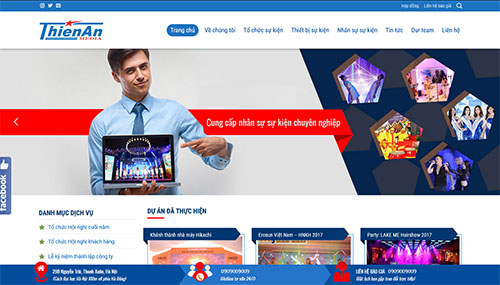 Hợp đồng
Liên hệ báo giá
ThienAn
MEDIA
Trang chủ
Về chúng tôi
Tổ chức sự kiện
Thiết bị sự kiện
Nhân sự sự kiện
Tin tức
Our team
Liên hệ
Cung cấp nhân sự sự kiện chuyên nghiệp
facebook
DANH MỤC DỊCH VỤ
Tổ chức Hội nghị cuối năm
Tổ chức Hội nghị khách hàng
Lễ kỷ niệm thành lập công ty
DỰ ÁN ĐÃ THỰC HIỆN
Khánh thành nhà máy Hikachi
Erosun Việt Nam – HNKH 2017
Party: LAKE ME Hairshow 2017
200 Nguyễn Trãi, Thanh Xuân, Hà Nội
0909009009
Hotline tư vấn 24/7
LIÊN HỆ BÁO GIÁ 0909009009